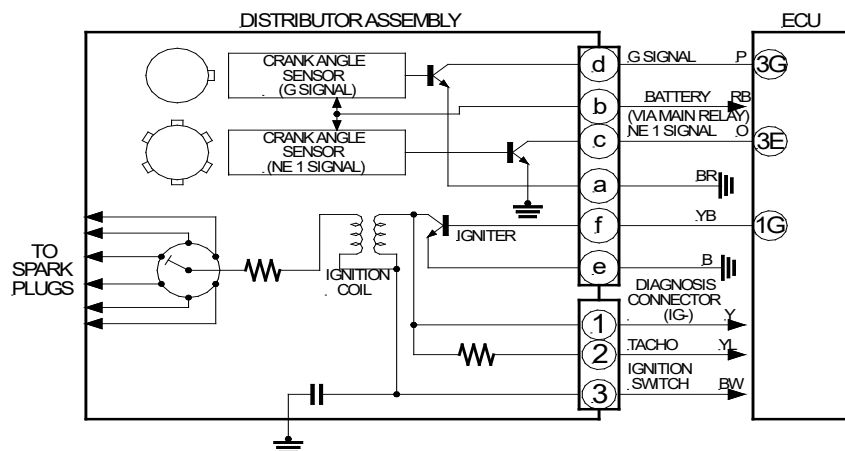 DISTRIBUTOR ASSEMBLY
ECU
CRANK ANGLE
SENSOR
(G SIGNAL)
d
G SIGNAL
P
3G
b
BATTERY
RB
(VIA MAIN RELAY)
CRANK ANGLE
SENSOR
(NE 1 SIGNAL)
c
NE 1 SIGNAL
O
3E
a
BR
f
YB
1G
IGNITER
e
B
TO
SPARK
PLUGS
IGNITION
COIL
DIAGNOSIS
CONNECTOR
(IG-)
Y
1
2
TACHO
YL
IGNITION
SWITCH
BW
3